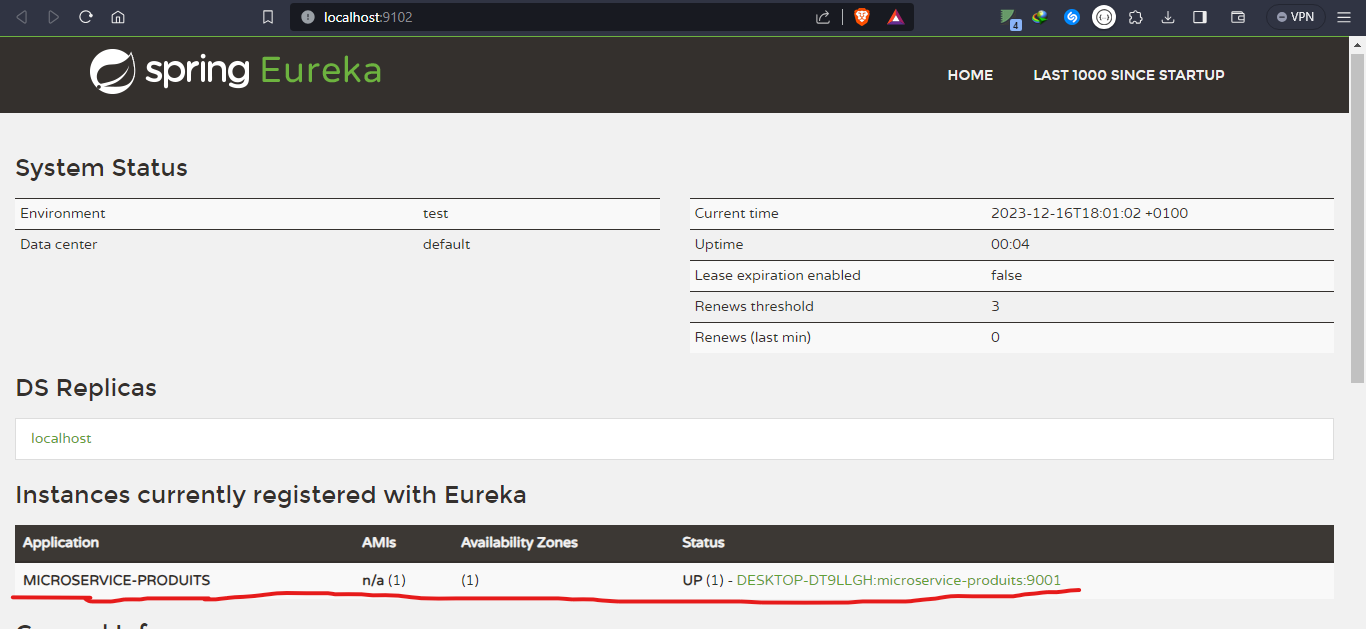 localhost:9102
4
VPN
spring Eureka
HOME LAST 1000 SINCE STARTUP
System Status
Environment test
Data center default
Current time 2023-12-16T18:01:02 +0100
Uptime 00:04
Lease expiration enabled false
Renews threshold 3
Renews (last min) 0
DS Replicas
localhost
Instances currently registered with Eureka
Application AMIs Availability Zones Status
MICROSERVICE-PRODUITS n/a (1) (1) UP (1) - DESKTOP-DT9LLGH:microservice-produits:9001